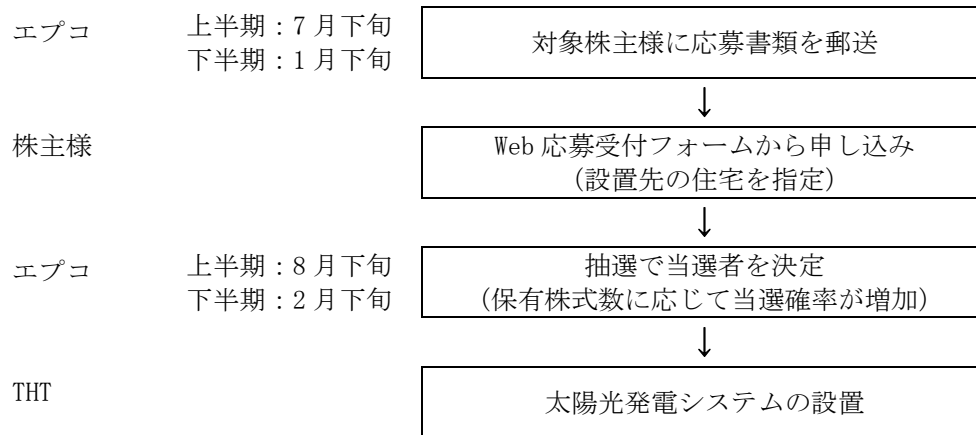 エプコ
上半期：7月下旬
下半期：1月下旬
対象株主様に応募書類を郵送
↓
株主様
Web応募受付フォームから申し込み
(設置先の住宅を指定)
↓
エプコ
上半期：8月下旬
下半期：2月下旬
抽選で当選者を決定
(保有株式数に応じて当選確率が増加)
↓
THT
太陽光発電システムの設置